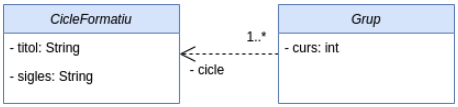 CicleFormatiu
- titol: String
- sigles: String
1..*
- cicle
Grup
- curs: int